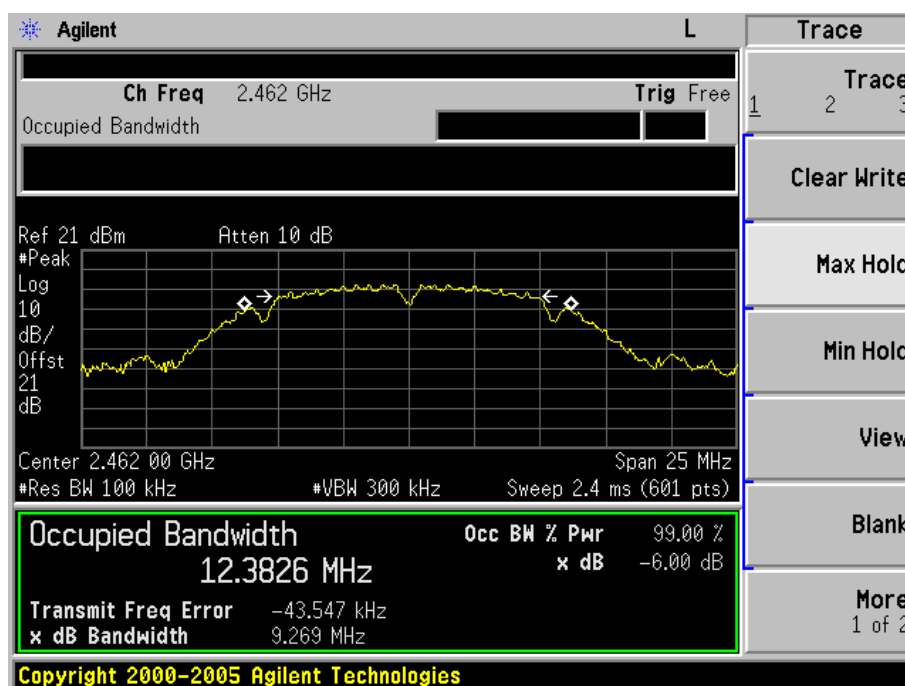 Agilent L Trace
Ch Freq 2.462 GHz Trig Free
Occupied Bandwidth
Trace
1 2 3
Clear Write
Max Hold
Min Hold
View
Blank
More
1 of 2
Ref 21 dBm Atten 10 dB
#Peak
Log
10
dB/
Offst
21
dB
Center 2.462 00 GHz Span 25 MHz
#Res BW 100 kHz #VBW 300 kHz Sweep 2.4 ms (601 pts)
Occupied Bandwidth Occ BW % Pwr 99.00 %
12.3826 MHz x dB -6.00 dB
Transmit Freq Error -43.547 kHz
x dB Bandwidth 9.269 MHz
Copyright 2000-2005 Agilent Technologies